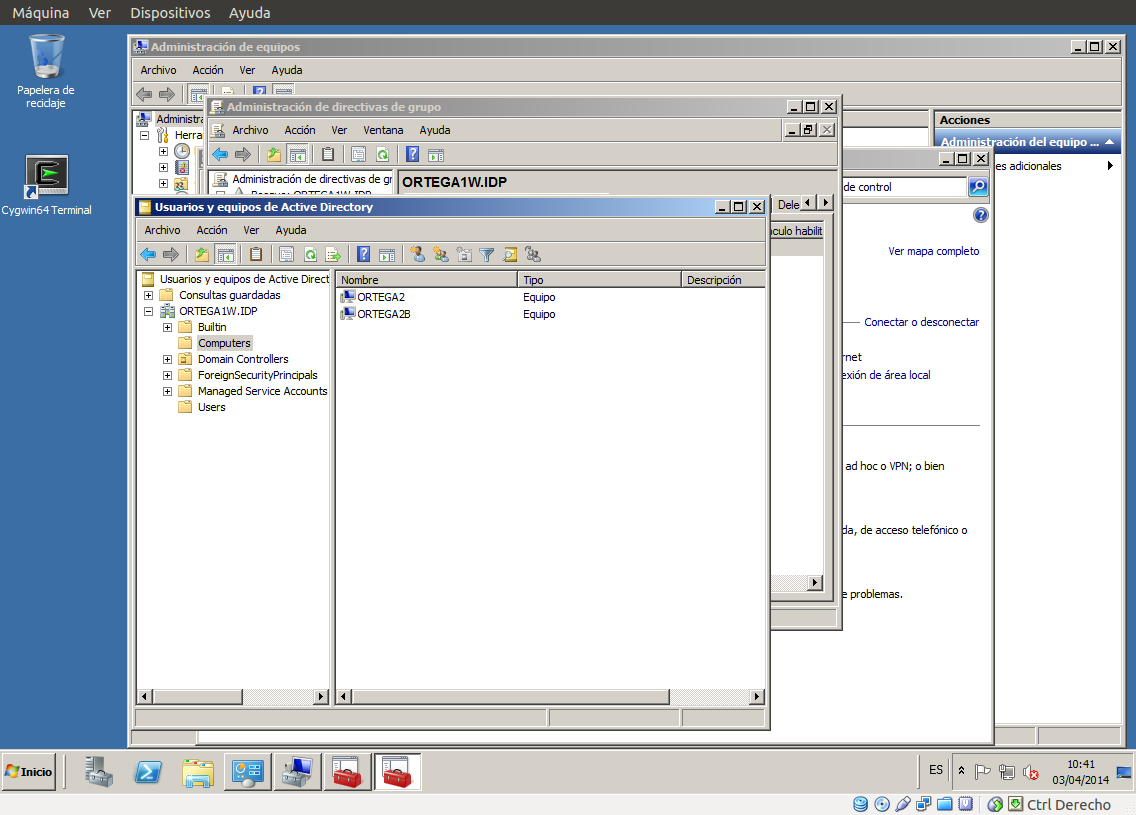 Máquina Ver Dispositivos Ayuda
Papelera de
reciclaje
Cygwin64 Terminal
Administración de equipos
Archivo Acción Ver Ayuda
Administra
Herra
Acciones
Administración del equipo ...
es adicionales
Administración de directivas de grupo
Archivo Acción Ver Ventana Ayuda
Administración de directivas de gr
ORTEGA1W.IDP
Dele
áculo habilit
de control
Ver mapa completo
Conectar o desconectar
rnet
exión de área local
ad hoc o VPN; o bien
da, de acceso telefónico o
e problemas.
Usuarios y equipos de Active Directory
Archivo Acción Ver Ayuda
Usuarios y equipos de Active Direct
Consultas guardadas
ORTEGA1W.IDP
Builtin
Computers
Domain Controllers
ForeignSecurityPrincipals
Managed Service Accounts
Users
Nombre Tipo Descripción
ORTEGA2 Equipo
ORTEGA2B Equipo
Inicio
ES
10:41
03/04/2014
Ctrl Derecho